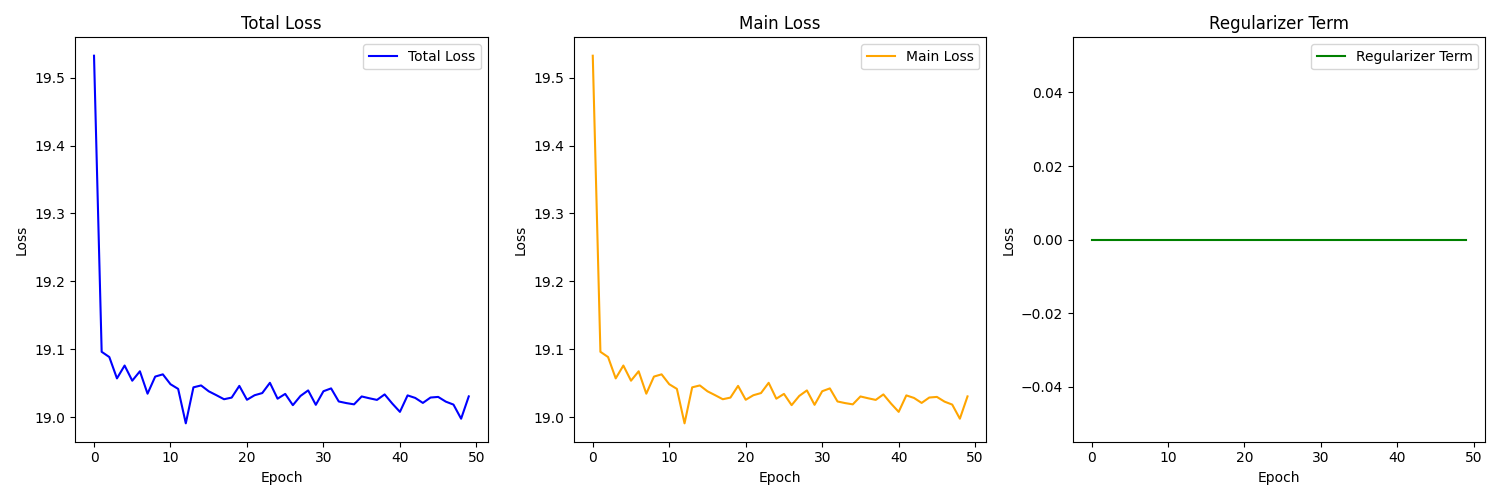 Total Loss
Total Loss
19.5
19.4
19.3
19.2
19.1
19.0
Loss
0 10 20 30 40 50
Epoch
Main Loss
Main Loss
19.5
19.4
19.3
19.2
19.1
19.0
Loss
0 10 20 30 40 50
Epoch
Regularizer Term
Regularizer Term
0.04
0.02
0.00
−0.02
−0.04
Loss
0 10 20 30 40 50
Epoch